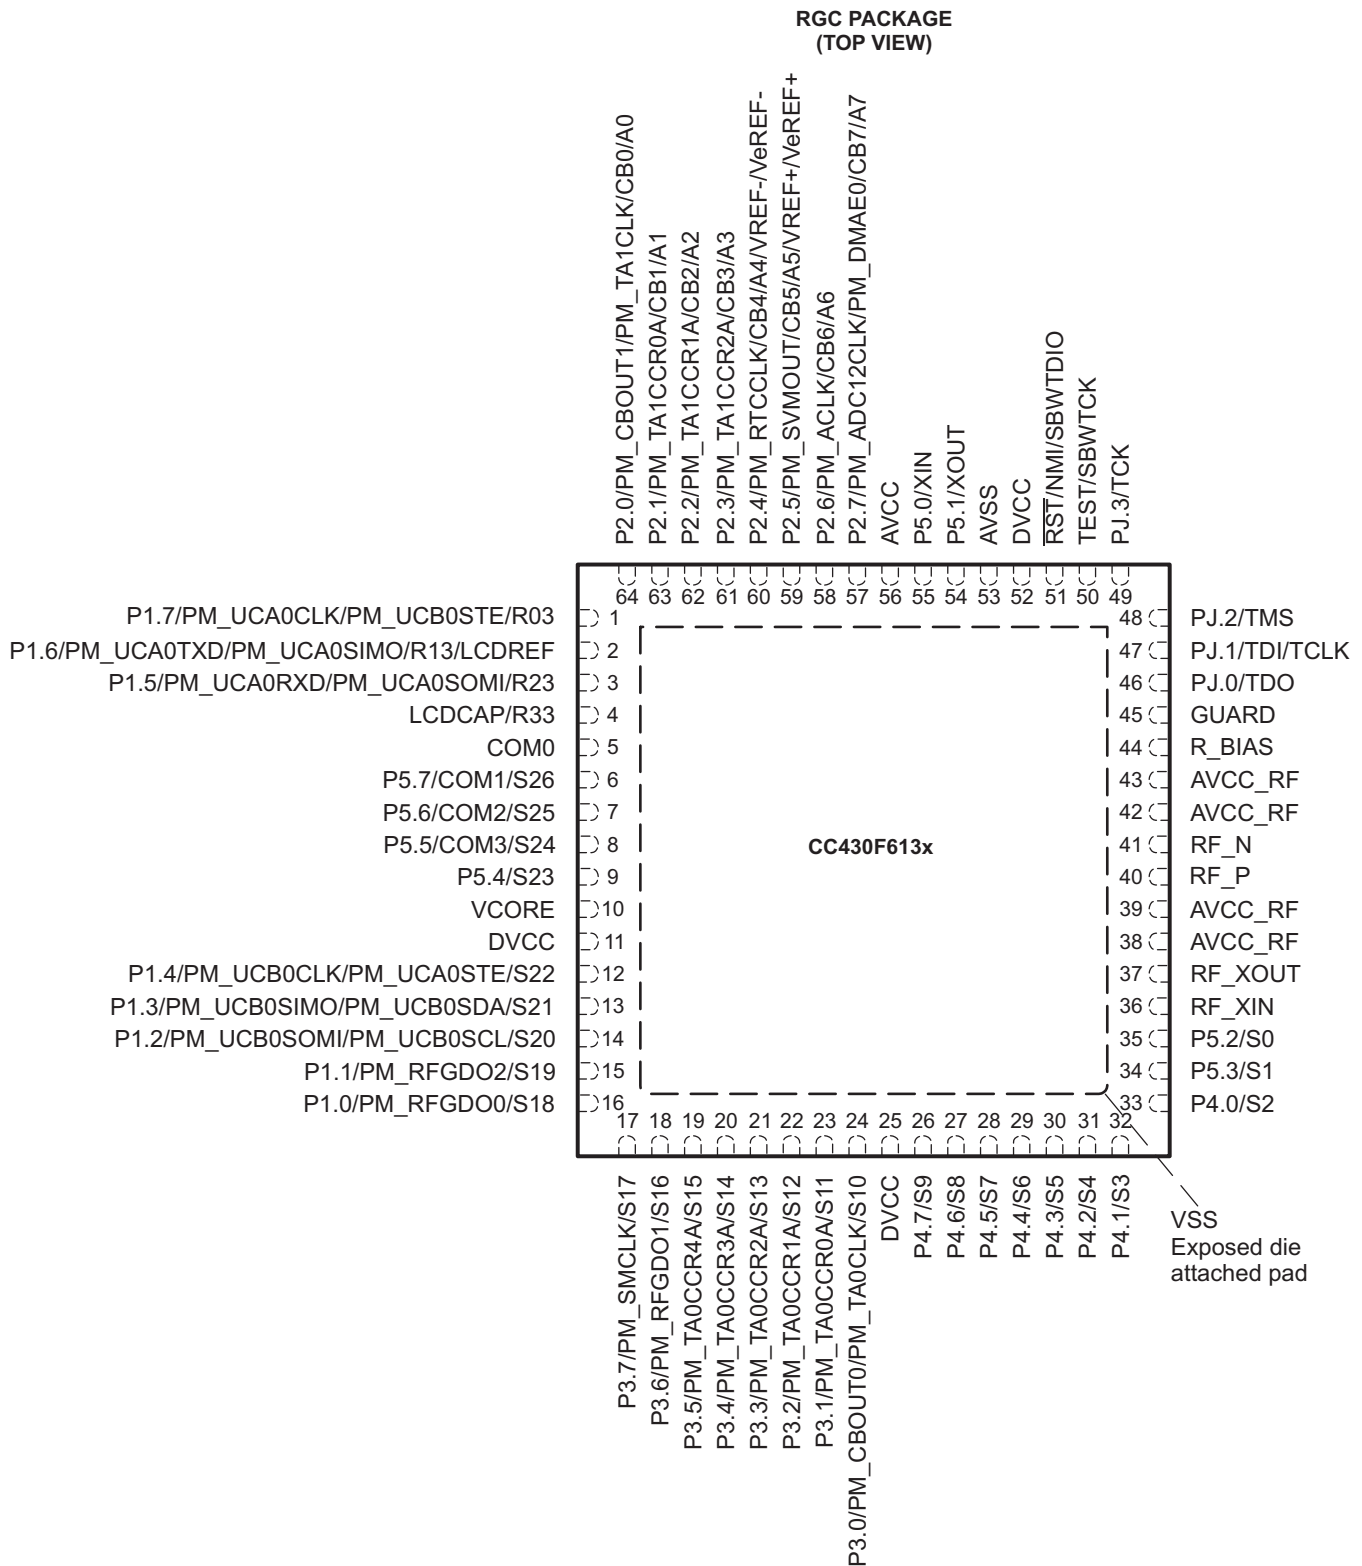 RGC PACKAGE
(TOP VIEW)
P2.0/PM_CBOUT1/PM_TA1CLK/CB0/A0
P2.1/PM_TA1CCR0A/CB1/A1
P2.2/PM_TA1CCR1A/CB2/A2
P2.3/PM_TA1CCR2A/CB3/A3
P2.4/PM_RTCCLK/CB4/A4/VREF-/VeREF-
P2.5/PM_SVMOUT/CB5/A5/VREF+/VeREF+
P2.6/PM_ACLK/CB6/A6
P2.7/PM_ADC12CLK/PM_DMAE0/CB7/A7
AVCC
P5.0/XIN
P5.1/XOUT
AVSS
DVCC
RST/NMI/SBWTDIO
TEST/SBWTCK
PJ.3/TCK
64 63 62 61 60 59 58 57 56 55 54 53 52 51 50 49
P1.7/PM_UCA0CLK/PM_UCB0STE/R03 1
P1.6/PM_UCA0TXD/PM_UCA0SIMO/R13/LCDREF 2
P1.5/PM_UCA0RXD/PM_UCA0SOMI/R23 3
LCDCAP/R33 4
COM0 5
P5.7/COM1/S26 6
P5.6/COM2/S25 7
P5.5/COM3/S24 8
P5.4/S23 9
VCORE 10
DVCC 11
P1.4/PM_UCB0CLK/PM_UCA0STE/S22 12
P1.3/PM_UCB0SIMO/PM_UCB0SDA/S21 13
P1.2/PM_UCB0SOMI/PM_UCB0SCL/S20 14
P1.1/PM_RFGDO2/S19 15
P1.0/PM_RFGDO0/S18 16
CC430F613x
48 PJ.2/TMS
47 PJ.1/TDI/TCLK
46 PJ.0/TDO
45 GUARD
44 R_BIAS
43 AVCC_RF
42 AVCC_RF
41 RF_N
40 RF_P
39 AVCC_RF
38 AVCC_RF
37 RF_XOUT
36 RF_XIN
35 P5.2/S0
34 P5.3/S1
33 P4.0/S2
17 18 19 20 21 22 23 24 25 26 27 28 29 30 31 32
P3.7/PM_SMCLK/S17
P3.6/PM_RFGDO1/S16
P3.5/PM_TA0CCR4A/S15
P3.4/PM_TA0CCR3A/S14
P3.3/PM_TA0CCR2A/S13
P3.2/PM_TA0CCR1A/S12
P3.1/PM_TA0CCR0A/S11
P3.0/PM_CBOUT0/PM_TA0CLK/S10
DVCC
P4.7/S9
P4.6/S8
P4.5/S7
P4.4/S6
P4.3/S5
P4.2/S4
P4.1/S3
VSS
Exposed die
attached pad